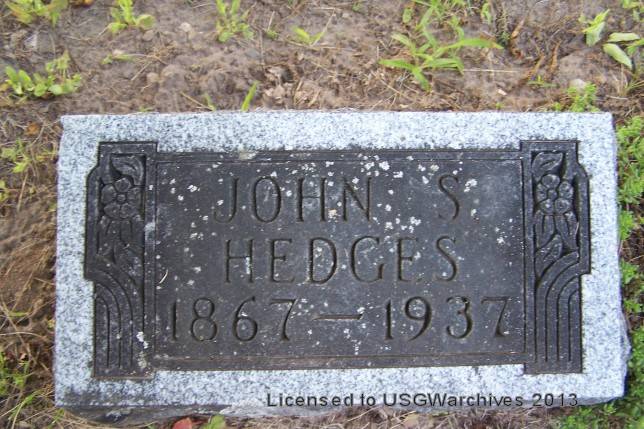 JOHN S
HEDGES
1867 — 1937
Licensed to USGWarchives 2013